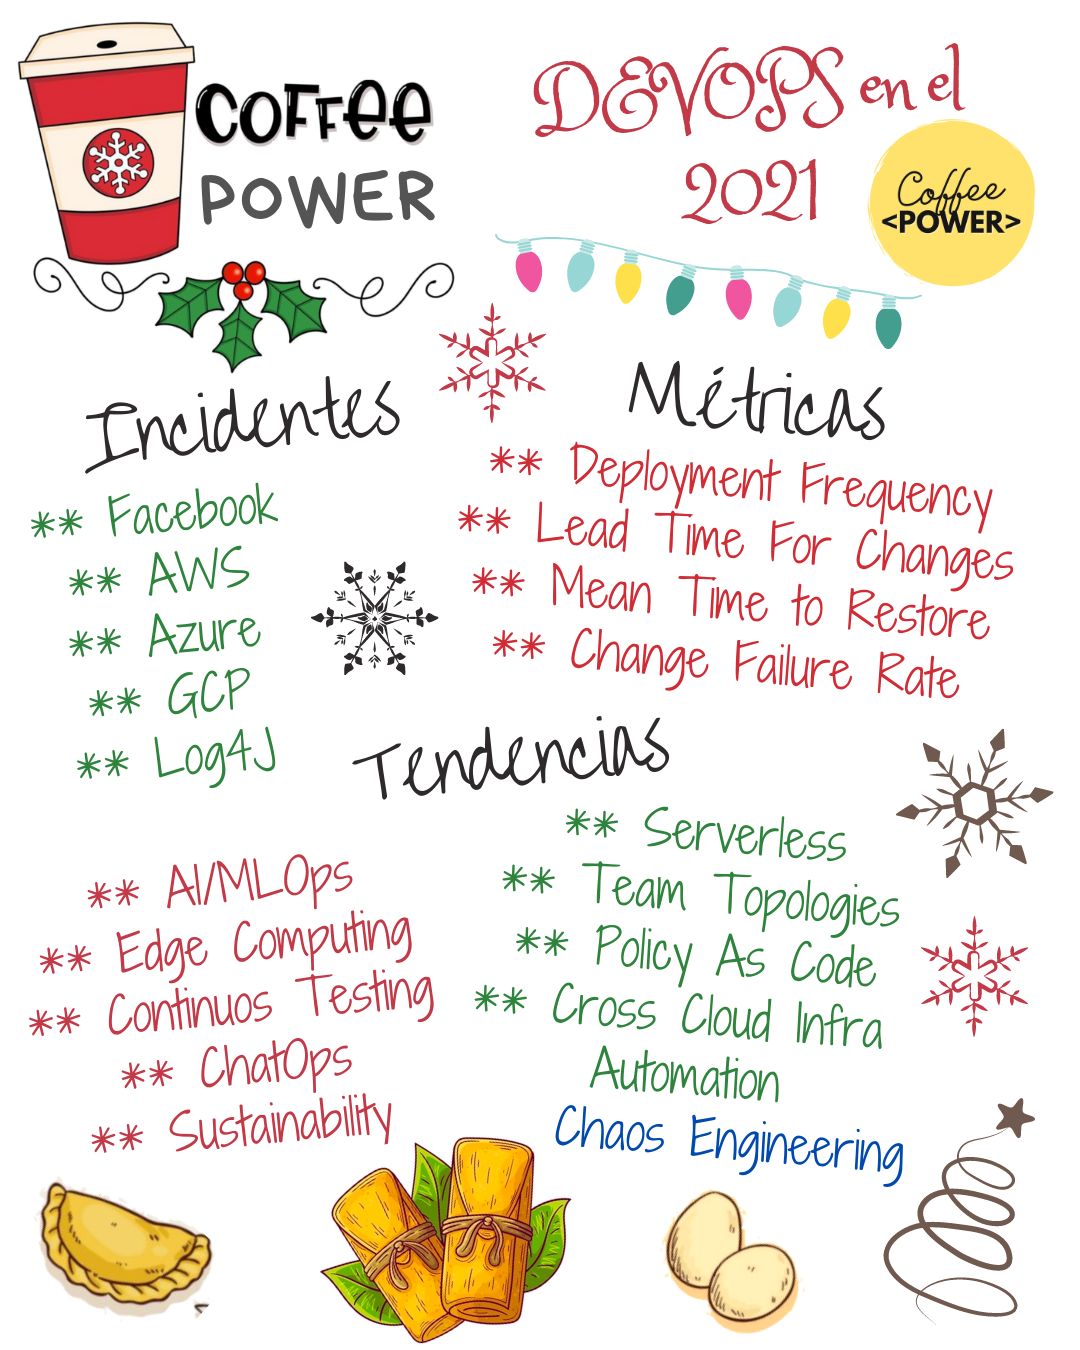 COFFEE
POWER
DEVOPS en el
2021
Coffee
<POWER>
Incidentes
** Facebook
** AWS
** Azure
** GCP
** Log4J
Métricas
** Deployment Frequency
** Lead Time For Changes
** Mean Time to Restore
** Change Failure Rate
Tendencias
** AI/MLOps
** Edge Computing
** Continuos Testing
** ChatOps
** Sustainability
** Serverless
** Team Topologies
** Policy As Code
** Cross Cloud Infra
Automation
Chaos Engineering